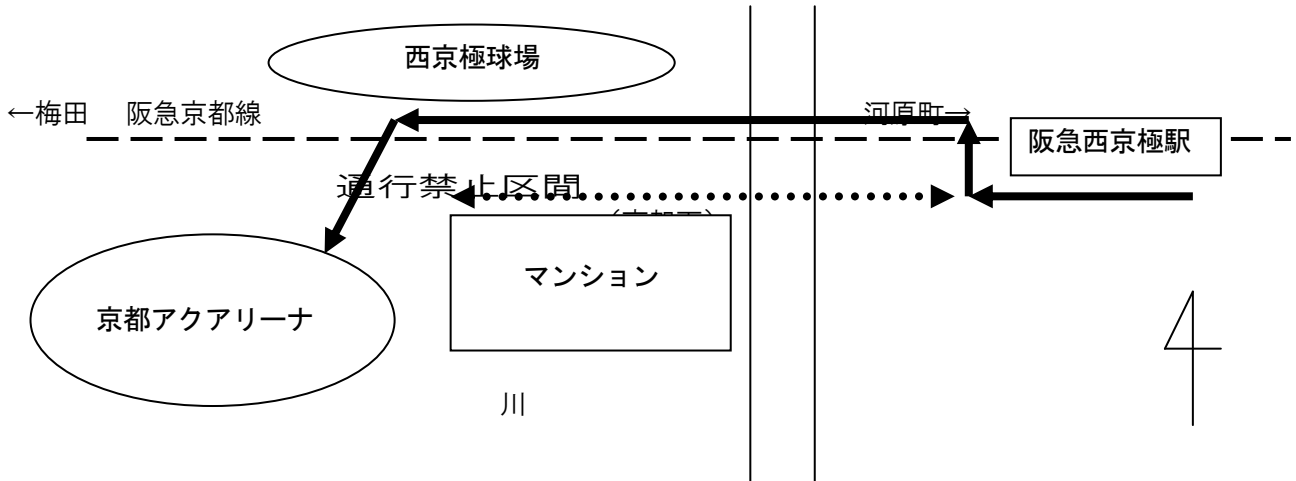 西京極球場
←梅田 阪急京都線
河原町→
阪急西京極駅
通行禁止区間
マンション
京都アクアリーナ
川